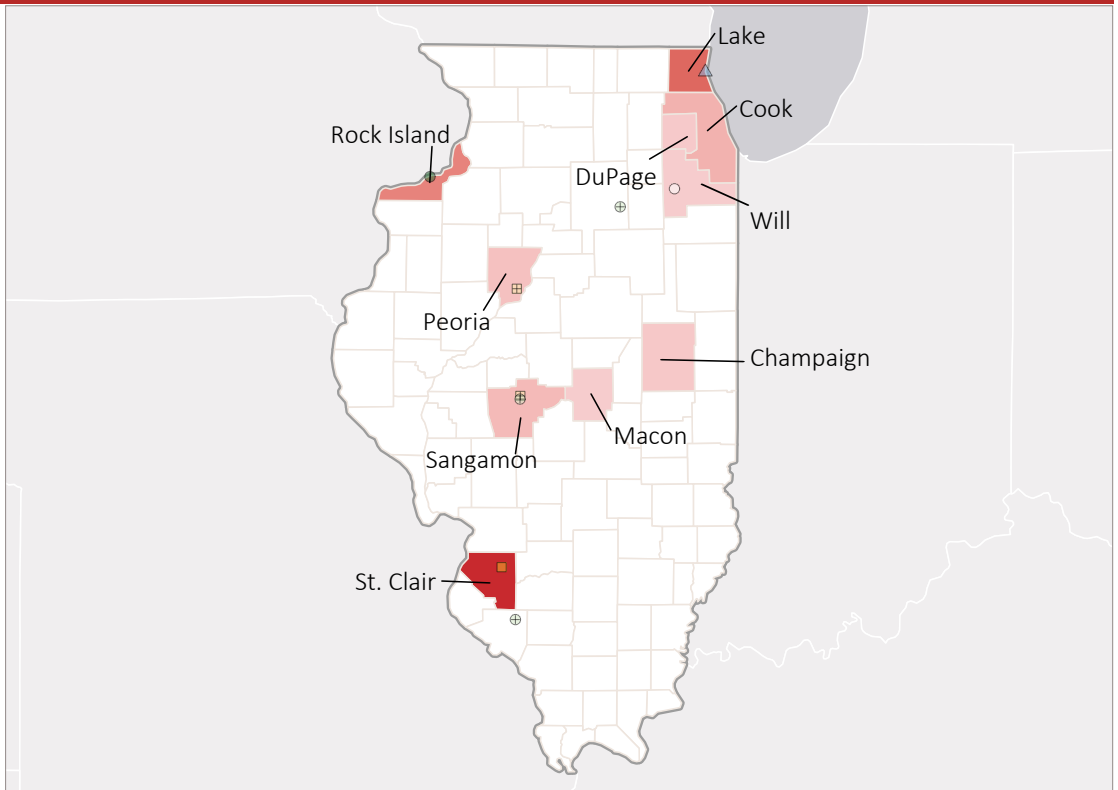 Lake
Cook
Rock Island
DuPage
Will
Peoria
Champaign
Macon
Sangamon
St. Clair